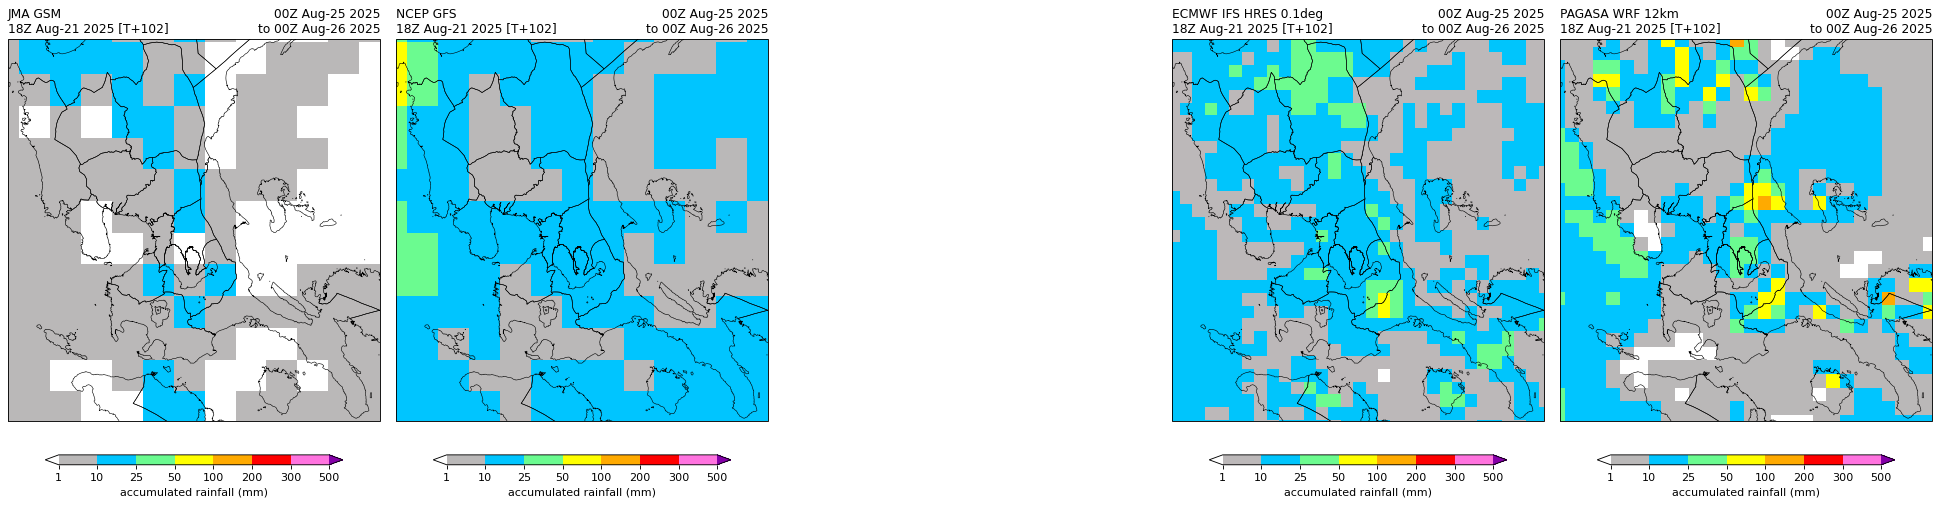 JMA GSM 00Z Aug-25 2025
18Z Aug-21 2025 [T+102] to 00Z Aug-26 2025
NCEP GFS 00Z Aug-25 2025
18Z Aug-21 2025 [T+102] to 00Z Aug-26 2025
ECMWF IFS HRES 0.1deg 00Z Aug-25 2025
18Z Aug-21 2025 [T+102] to 00Z Aug-26 2025
PAGASA WRF 12km 00Z Aug-25 2025
18Z Aug-21 2025 [T+102] to 00Z Aug-26 2025
1 10 25 50 100 200 300 500
accumulated rainfall (mm)
1 10 25 50 100 200 300 500
accumulated rainfall (mm)
1 10 25 50 100 200 300 500
accumulated rainfall (mm)
1 10 25 50 100 200 300 500
accumulated rainfall (mm)